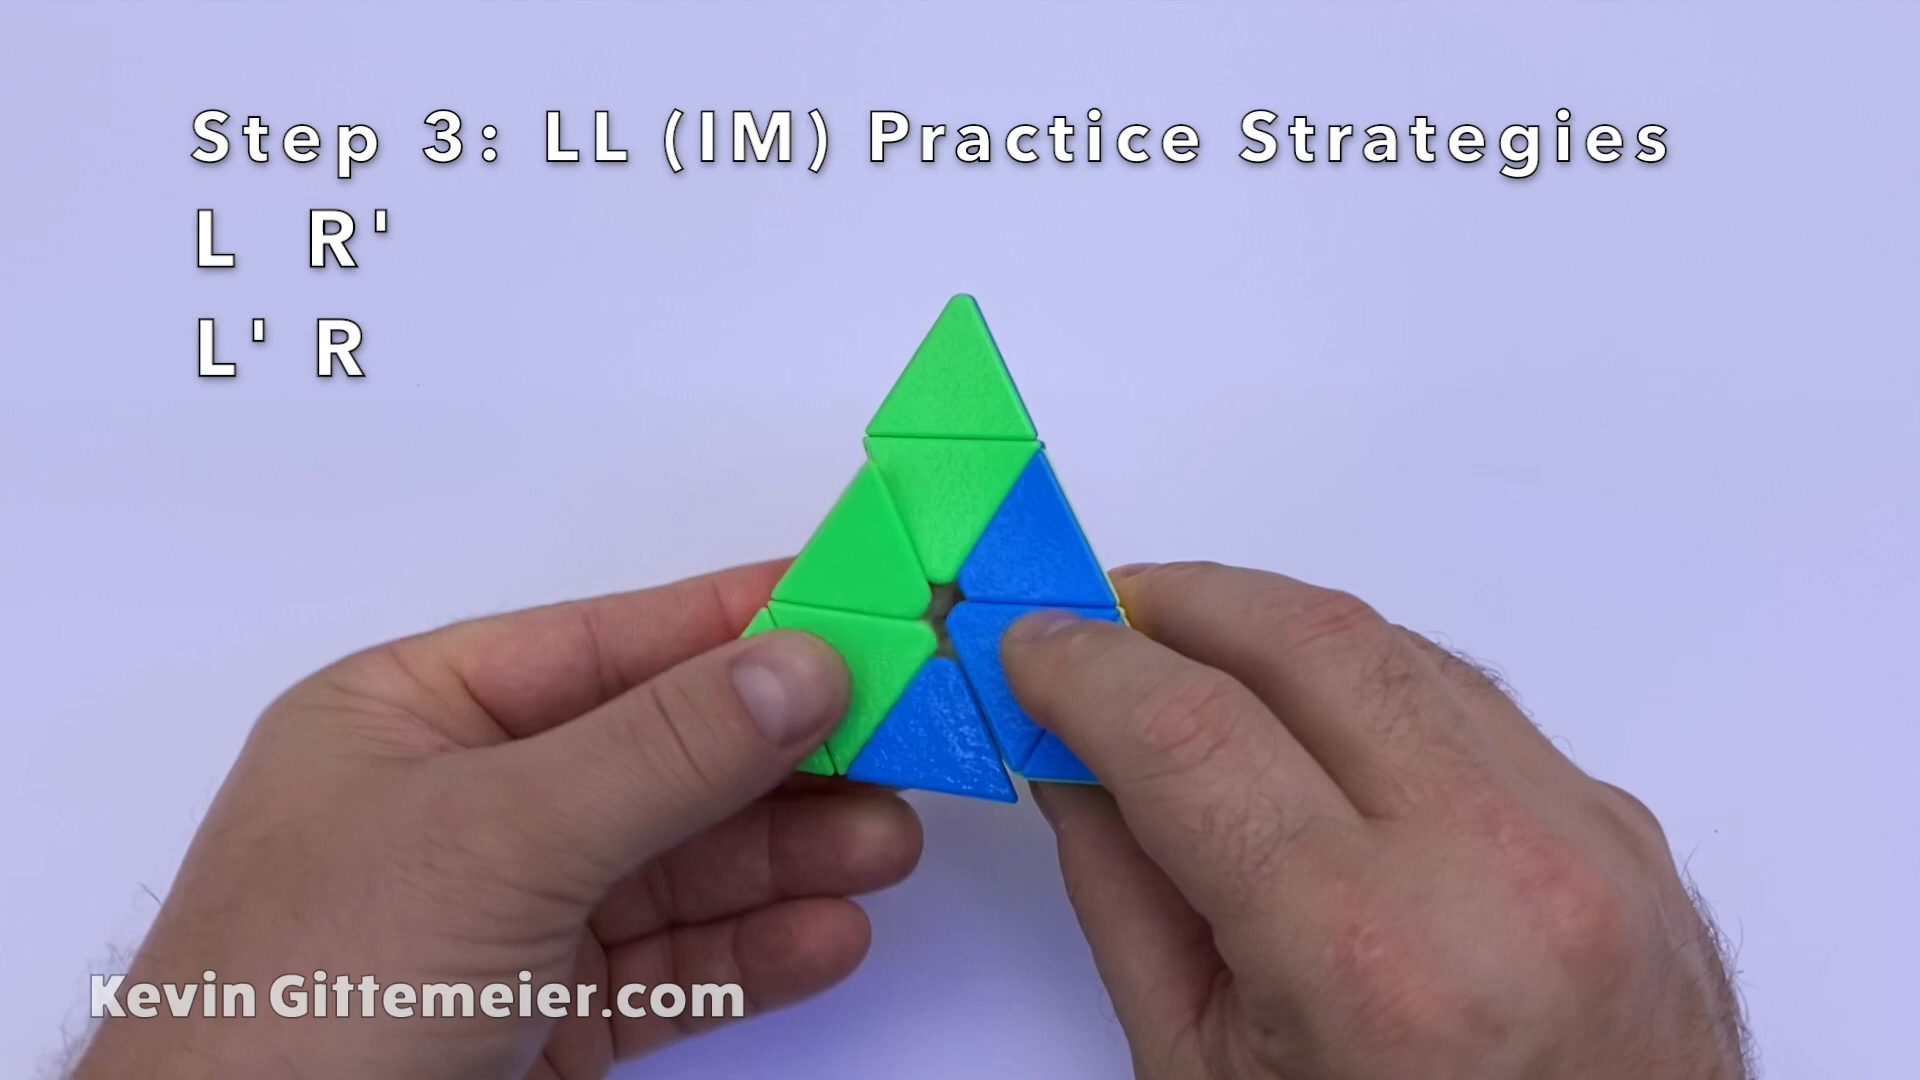 Step 3: LL (IM) Practice Strategies
L R'
L' R
KevinGittemeier.com